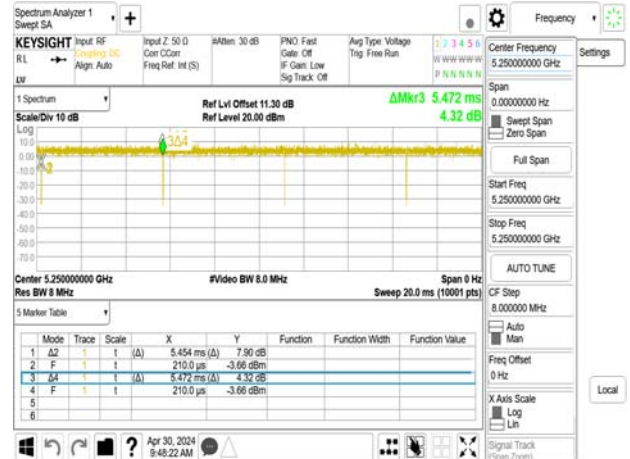 Spectrum Analyzer 1
Swept SA
+
Frequency
KEYSIGHT
RL
Input: RF
Coupling: DC
Align: Auto
Input Z: 50 Ω
Corr CCorr
Freq Ref: Int (S)
#Atten: 30 dB
PNO: Fast
Gate: Off
IF Gain: Low
Sig Track: Off
Avg Type: Voltage
Trig: Free Run
1 2 3 4 5 6
W W W W W W
P N N N N N
1 Spectrum
Scale/Div 10 dB
Ref Lvl Offset 11.30 dB
Ref Level 20.00 dBm
ΔMkr3 5.472 ms
4.32 dB
Log
10.0
0.00
-10.0
-20.0
-30.0
-40.0
-50.0
-60.0
-70.0
3Δ4
Center 5.250000000 GHz
Res BW 8 MHz
#Video BW 8.0 MHz
Span 0 Hz
Sweep 20.0 ms (10001 pts)
5 Marker Table
Mode Trace Scale X Y Function Function Width Function Value
1 Δ2 1 t (Δ) 5.454 ms (Δ) 7.90 dB
2 F 1 t 210.0 µs -3.66 dBm
3 Δ4 1 t (Δ) 5.472 ms (Δ) 4.32 dB
4 F 1 t 210.0 µs -3.66 dBm
5
6
Apr 30, 2024
9:48:22 AM
Center Frequency
5.250000000 GHz
Settings
Span
0.00000000 Hz
Swept Span
Zero Span
Full Span
Start Freq
5.250000000 GHz
Stop Freq
5.250000000 GHz
AUTO TUNE
CF Step
8.000000 MHz
Auto
Man
Freq Offset
0 Hz
Local
X Axis Scale
Log
Lin
Signal Track
(Span Zoom)